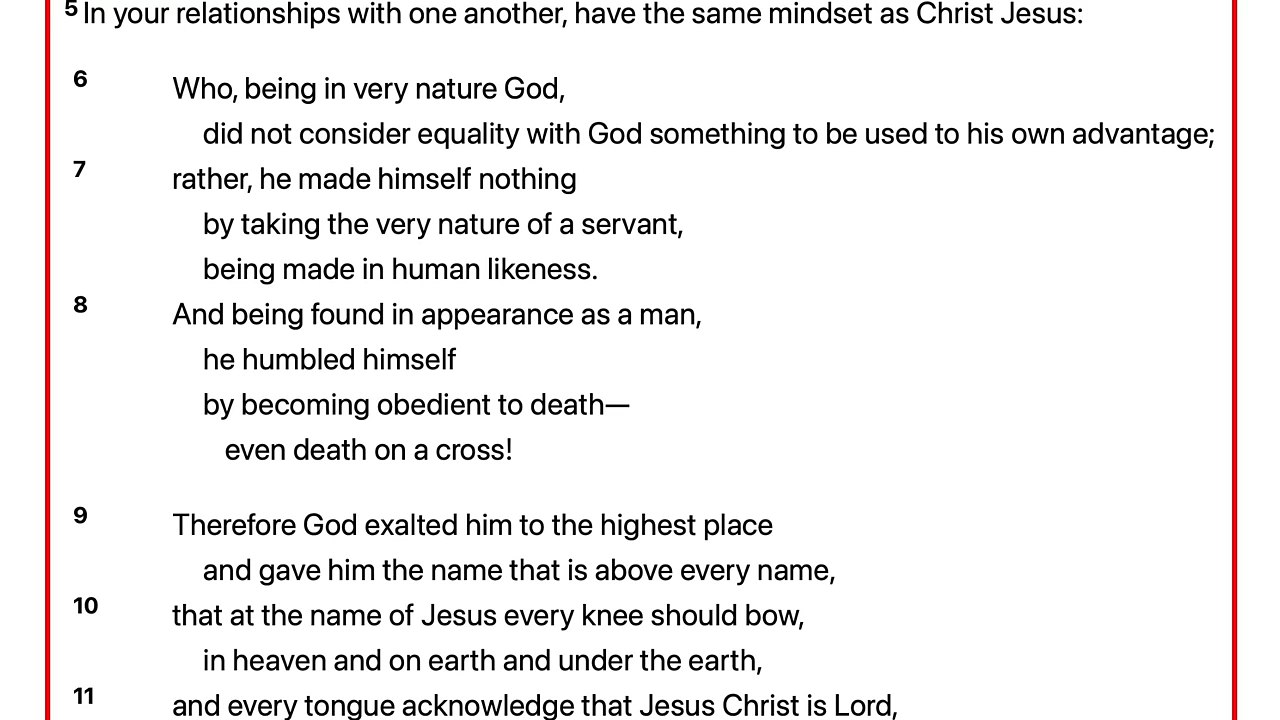 5 In your relationships with one another, have the same mindset as Christ Jesus:
6 Who, being in very nature God,
did not consider equality with God something to be used to his own advantage;
7 rather, he made himself nothing
by taking the very nature of a servant,
being made in human likeness.
8 And being found in appearance as a man,
he humbled himself
by becoming obedient to death—
even death on a cross!
9 Therefore God exalted him to the highest place
and gave him the name that is above every name,
10 that at the name of Jesus every knee should bow,
in heaven and on earth and under the earth,
11 and every tongue acknowledge that Jesus Christ is Lord,